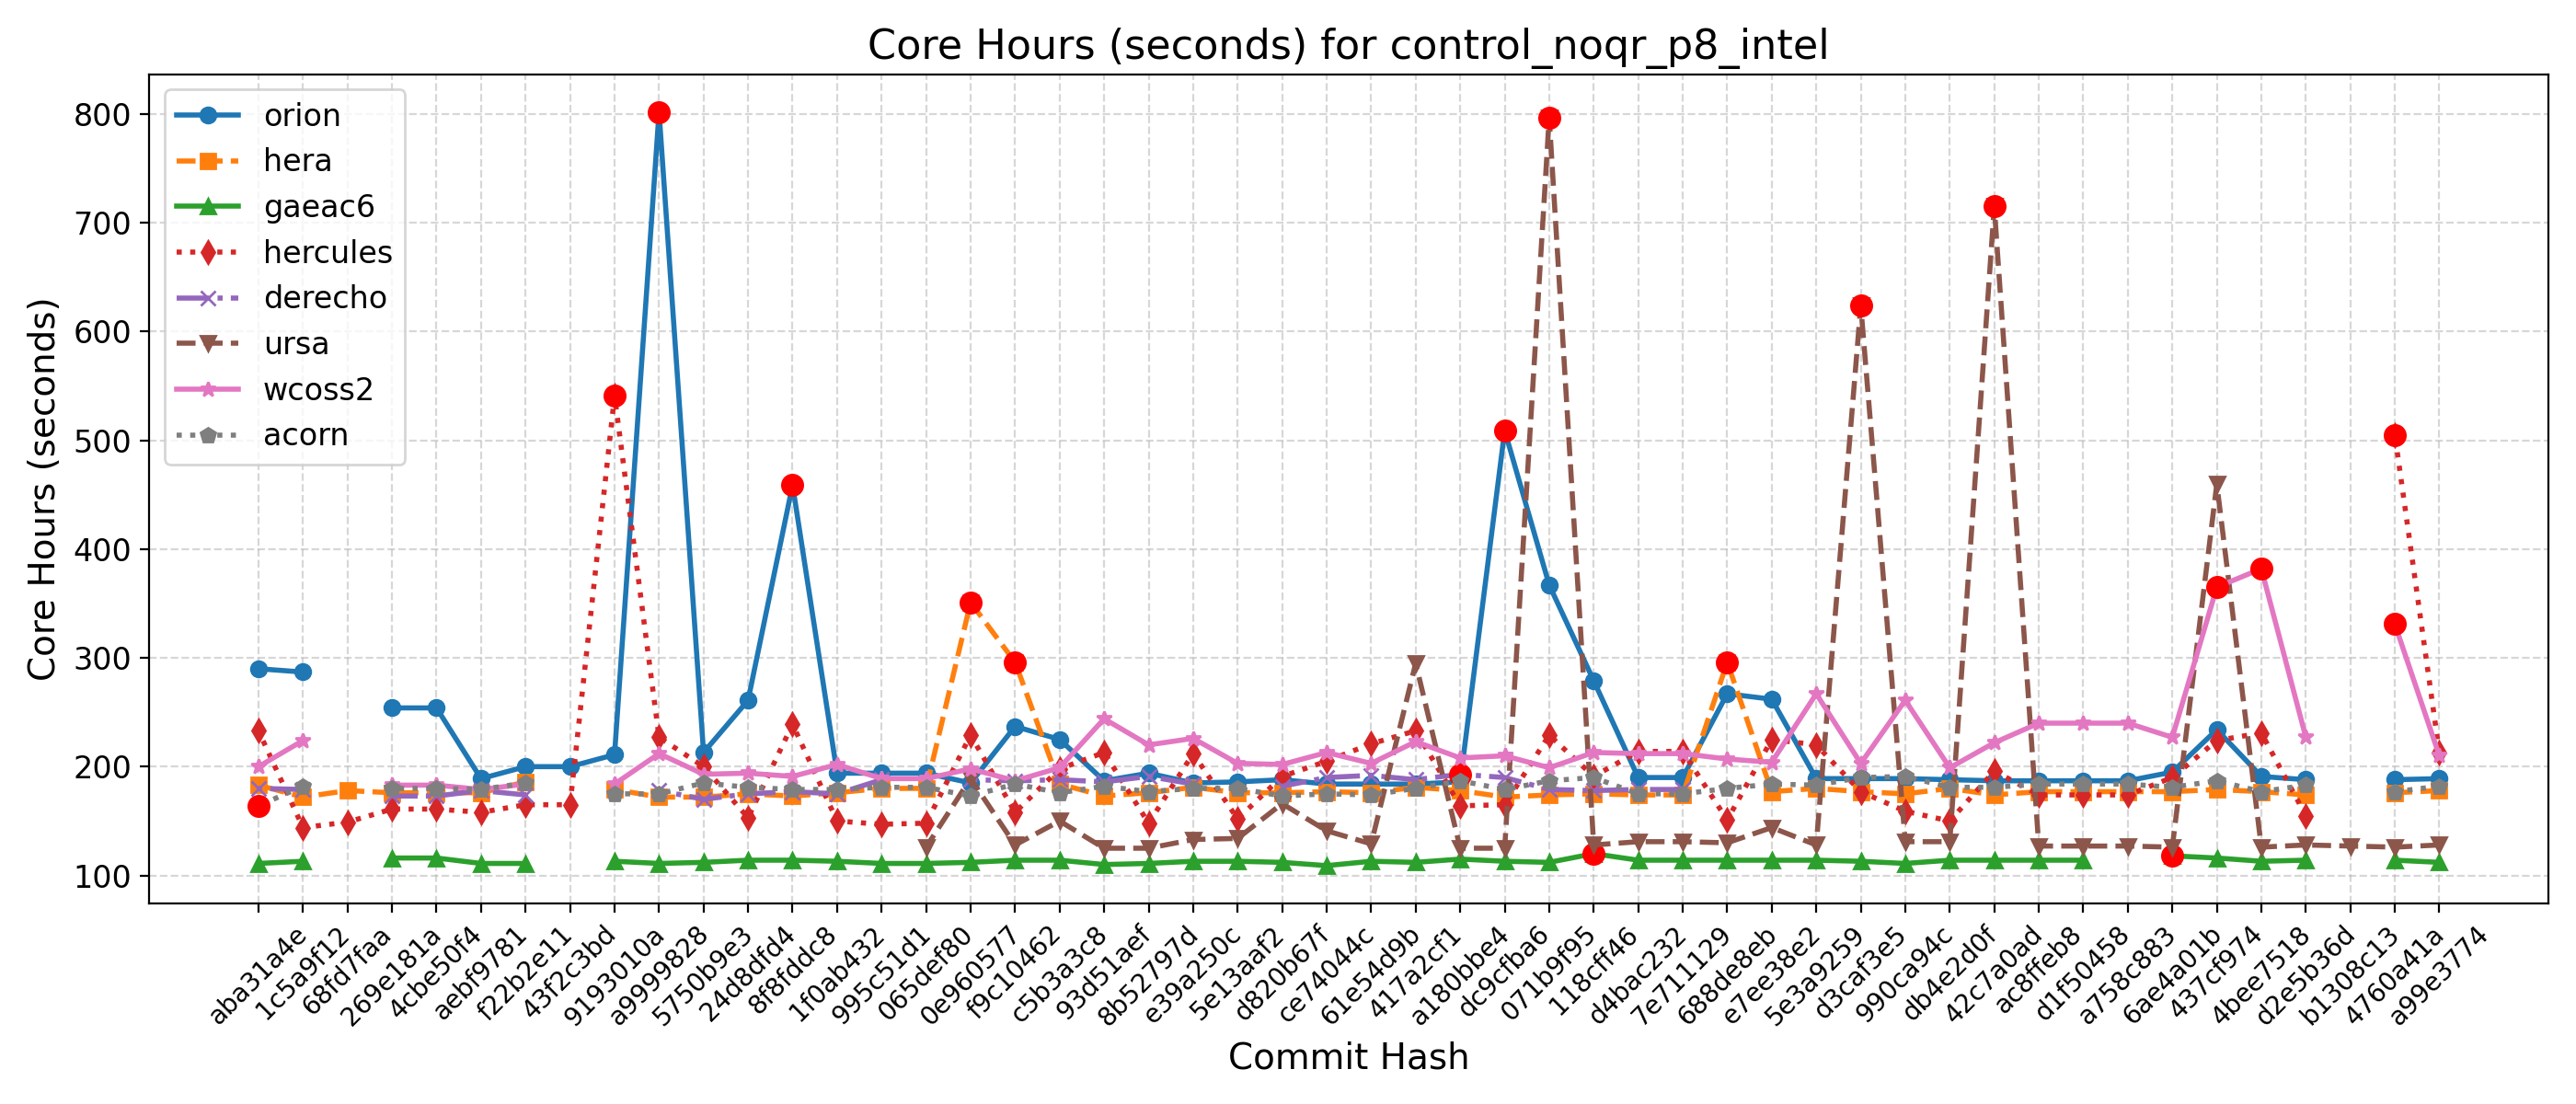 Core Hours (seconds) for control_noqr_p8_intel
Core Hours (seconds)
800
700
600
500
400
300
200
100
orion
hera
gaeac6
hercules
derecho
ursa
wcoss2
acorn
aba31a4e
1c5a9f12
68fd7faa
269e181a
4cbe50f4
aebf9781
f22b2e11
43f2c3bd
9193010a
a9999828
5750b9e3
24d8dfd4
8f8fddc8
1f0ab432
995c51d1
065def80
0e960577
f9c10462
c5b3a3c8
93d51aef
8b52797d
e39a250c
5e13aaf2
d820b67f
ce74044c
61e54d9b
417a2cf1
a180bbe4
dc9cfba6
071b9f95
118cff46
d4bac232
7e711129
688de8eb
e7ee38e2
5e3a9259
d3caf3e5
990ca94c
db4e2d0f
42c7a0ad
ac8ffeb8
d1f50458
a758c883
6ae4a01b
437cf974
4bee7518
d2e5b36d
b1308c13
4760a41a
a99e3774
Commit Hash